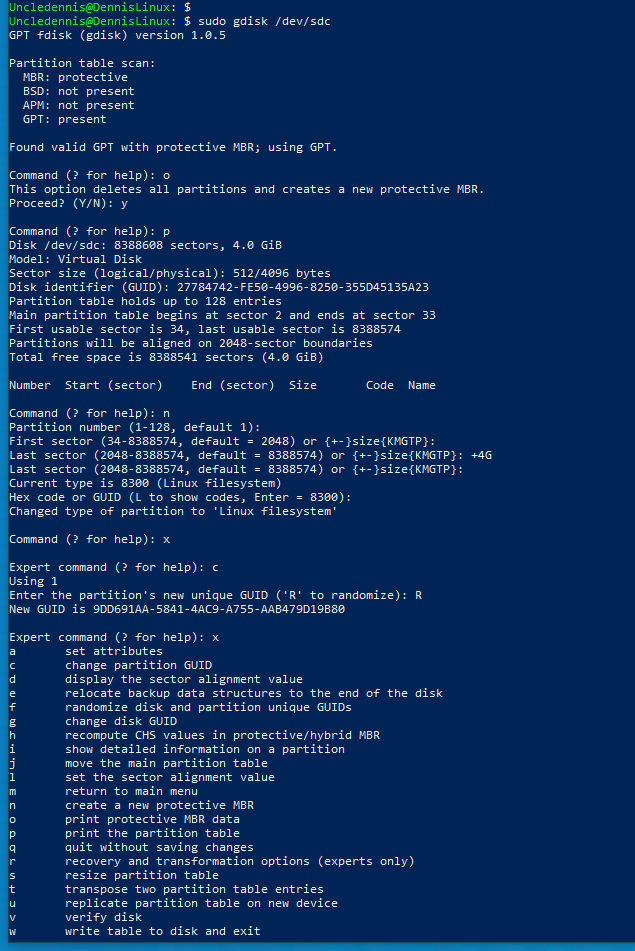 Uncledennis@DennisLinux: $
Uncledennis@DennisLinux: $ sudo gdisk /dev/sdc
GPT fdisk (gdisk) version 1.0.5
Partition table scan:
  MBR: protective
  BSD: not present
  APM: not present
  GPT: present
Found valid GPT with protective MBR; using GPT.
Command (? for help): o
This option deletes all partitions and creates a new protective MBR.
Proceed? (Y/N): y
Command (? for help): p
Disk /dev/sdc: 8388608 sectors, 4.0 GiB
Model: Virtual Disk
Sector size (logical/physical): 512/4096 bytes
Disk identifier (GUID): 27784742-FE50-4996-8250-355D45135A23
Partition table holds up to 128 entries
Main partition table begins at sector 2 and ends at sector 33
First usable sector is 34, last usable sector is 8388574
Partitions will be aligned on 2048-sector boundaries
Total free space is 8388541 sectors (4.0 GiB)
Number  Start (sector)    End (sector)  Size       Code  Name
Command (? for help): n
Partition number (1-128, default 1):
First sector (34-8388574, default = 2048) or {+-}size{KMGTP}:
Last sector (2048-8388574, default = 8388574) or {+-}size{KMGTP}: +4G
Last sector (2048-8388574, default = 8388574) or {+-}size{KMGTP}:
Current type is 8300 (Linux filesystem)
Hex code or GUID (L to show codes, Enter = 8300):
Changed type of partition to 'Linux filesystem'
Command (? for help): x
Expert command (? for help): c
Using 1
Enter the partition's new unique GUID ('R' to randomize): R
New GUID is 9DD691AA-5841-4AC9-A755-AAB479D19B80
Expert command (? for help): x
a       set attributes
c       change partition GUID
d       display the sector alignment value
e       relocate backup data structures to the end of the disk
f       randomize disk and partition unique GUIDs
g       change disk GUID
h       recompute CHS values in protective/hybrid MBR
i       show detailed information on a partition
j       move the main partition table
l       set the sector alignment value
m       return to main menu
n       create a new protective MBR
o       print protective MBR data
p       print the partition table
q       quit without saving changes
r       recovery and transformation options (experts only)
s       resize partition table
t       transpose two partition table entries
u       replicate partition table on new device
v       verify disk
w       write table to disk and exit